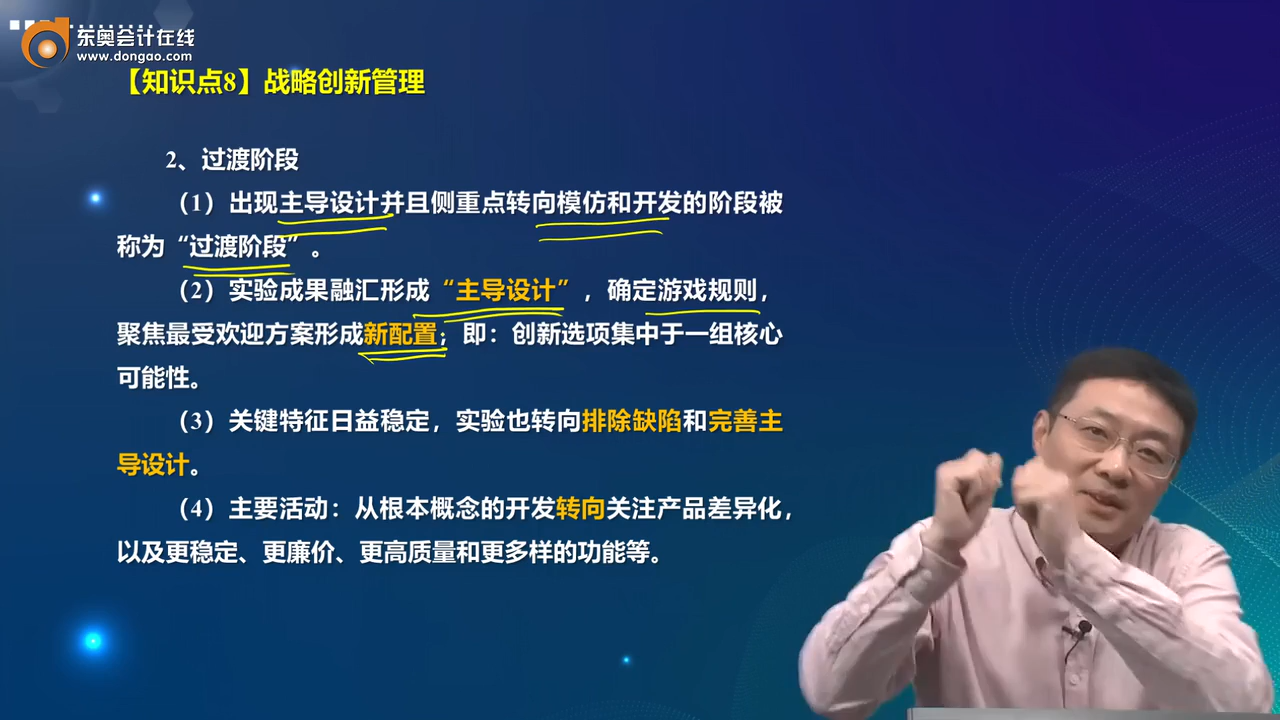 东奥会计在线
www.dongao.com
【知识点8】战略创新管理
2、过渡阶段
（1）出现主导设计并且侧重点转向模仿和开发的阶段被
称为“过渡阶段”。
（2）实验成果融汇形成“主导设计”，确定游戏规则，
聚焦最受欢迎方案形成新配置；即：创新选项集中于一组核心
可能性。
（3）关键特征日益稳定，实验也转向排除缺陷和完善主
导设计。
（4）主要活动：从根本概念的开发转向关注产品差异化，
以及更稳定、更廉价、更高质量和更多样的功能等。